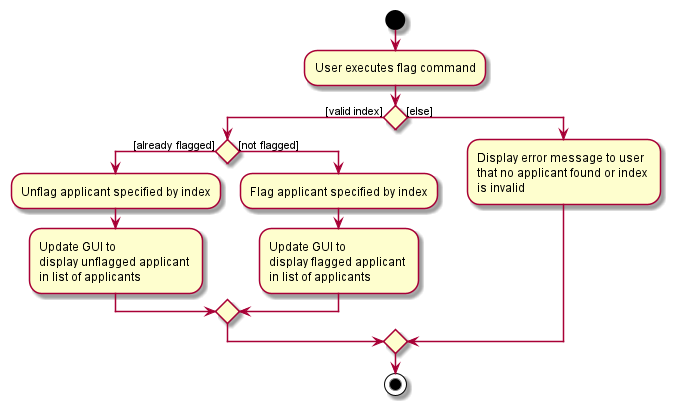 User executes flag command
[valid index]
[else]
[already flagged]
[not flagged]
Display error message to user
that no applicant found or index
is invalid
Unflag applicant specified by index
Flag applicant specified by index
Update GUI to
display unflagged applicant
in list of applicants
Update GUI to
display flagged applicant
in list of applicants